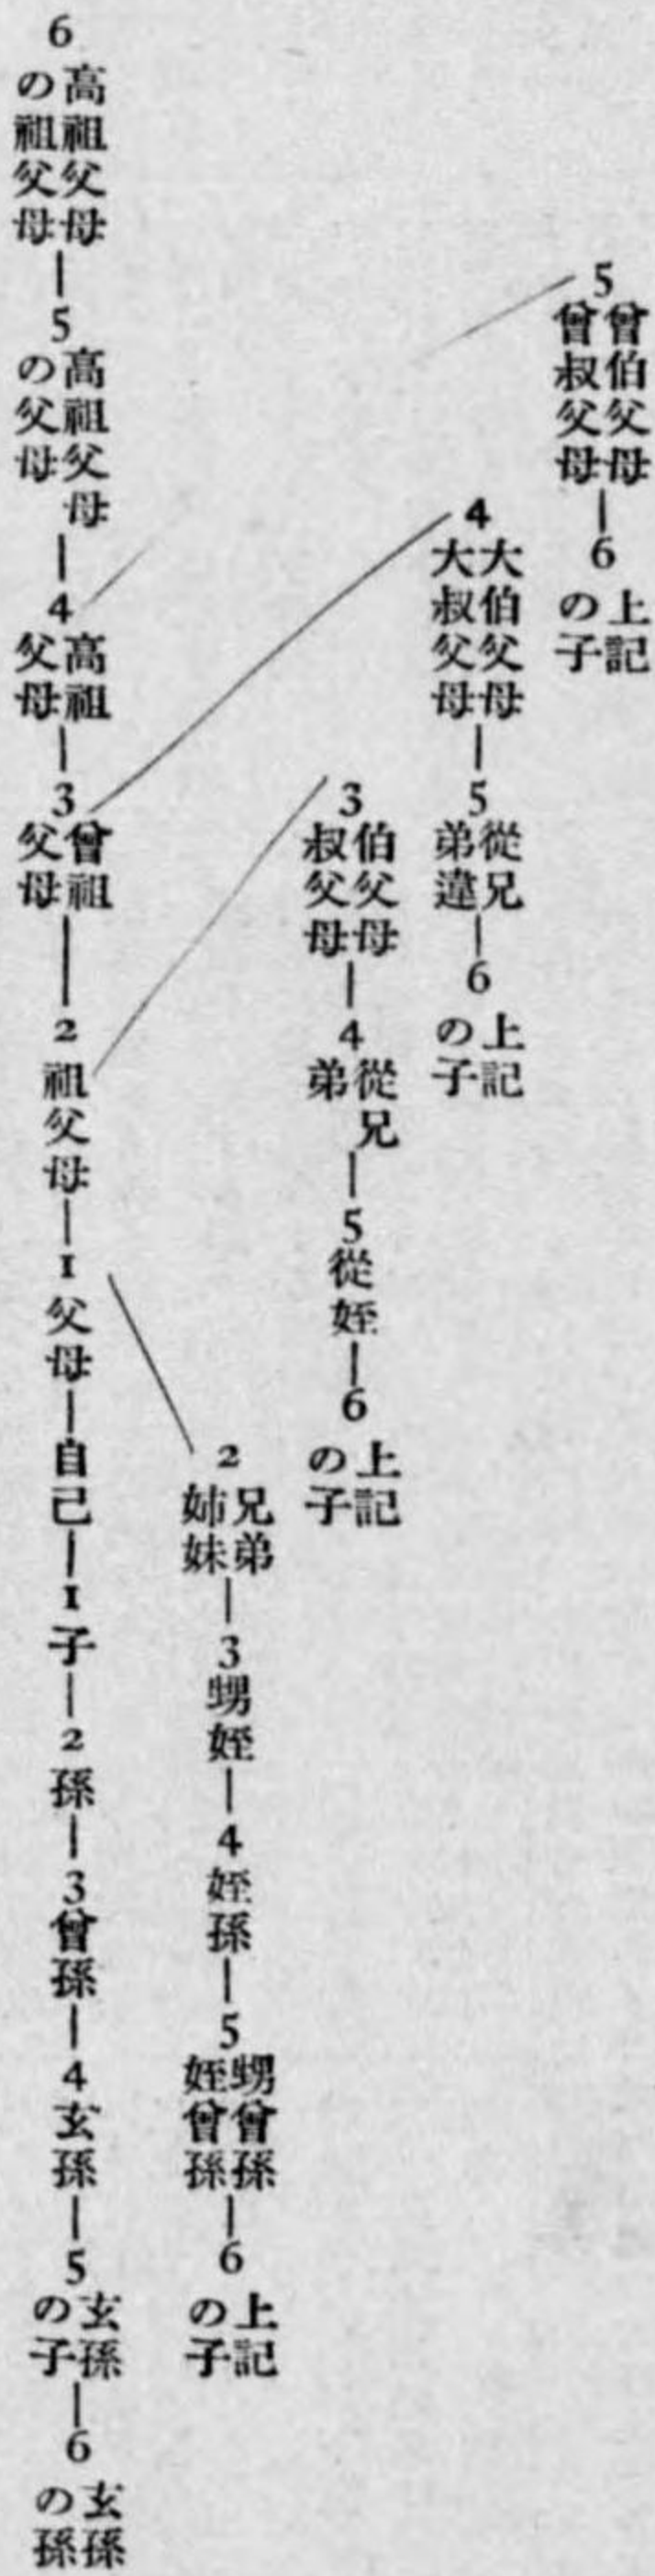 5
曾伯父母
曾叔父母
6
上記
の子
4
大伯父母
大叔父母
5
從兄
弟違
6
上記
の子
3
伯父母
叔父母
4
從兄
弟
5
從姪
6
上記
の子
2
兄弟
姉妹
3
甥姪
4
姪孫
5
甥曾孫
姪曾孫
6
上記
の子
6
高祖父母
の祖父母
5
高祖父母
の父母
4
高祖
父母
3
曾祖
父母
2
祖父母
1
父母
自己
1
子
2
孫
3
曾孫
4
玄孫
5
玄孫
の子
6
玄孫
の孫